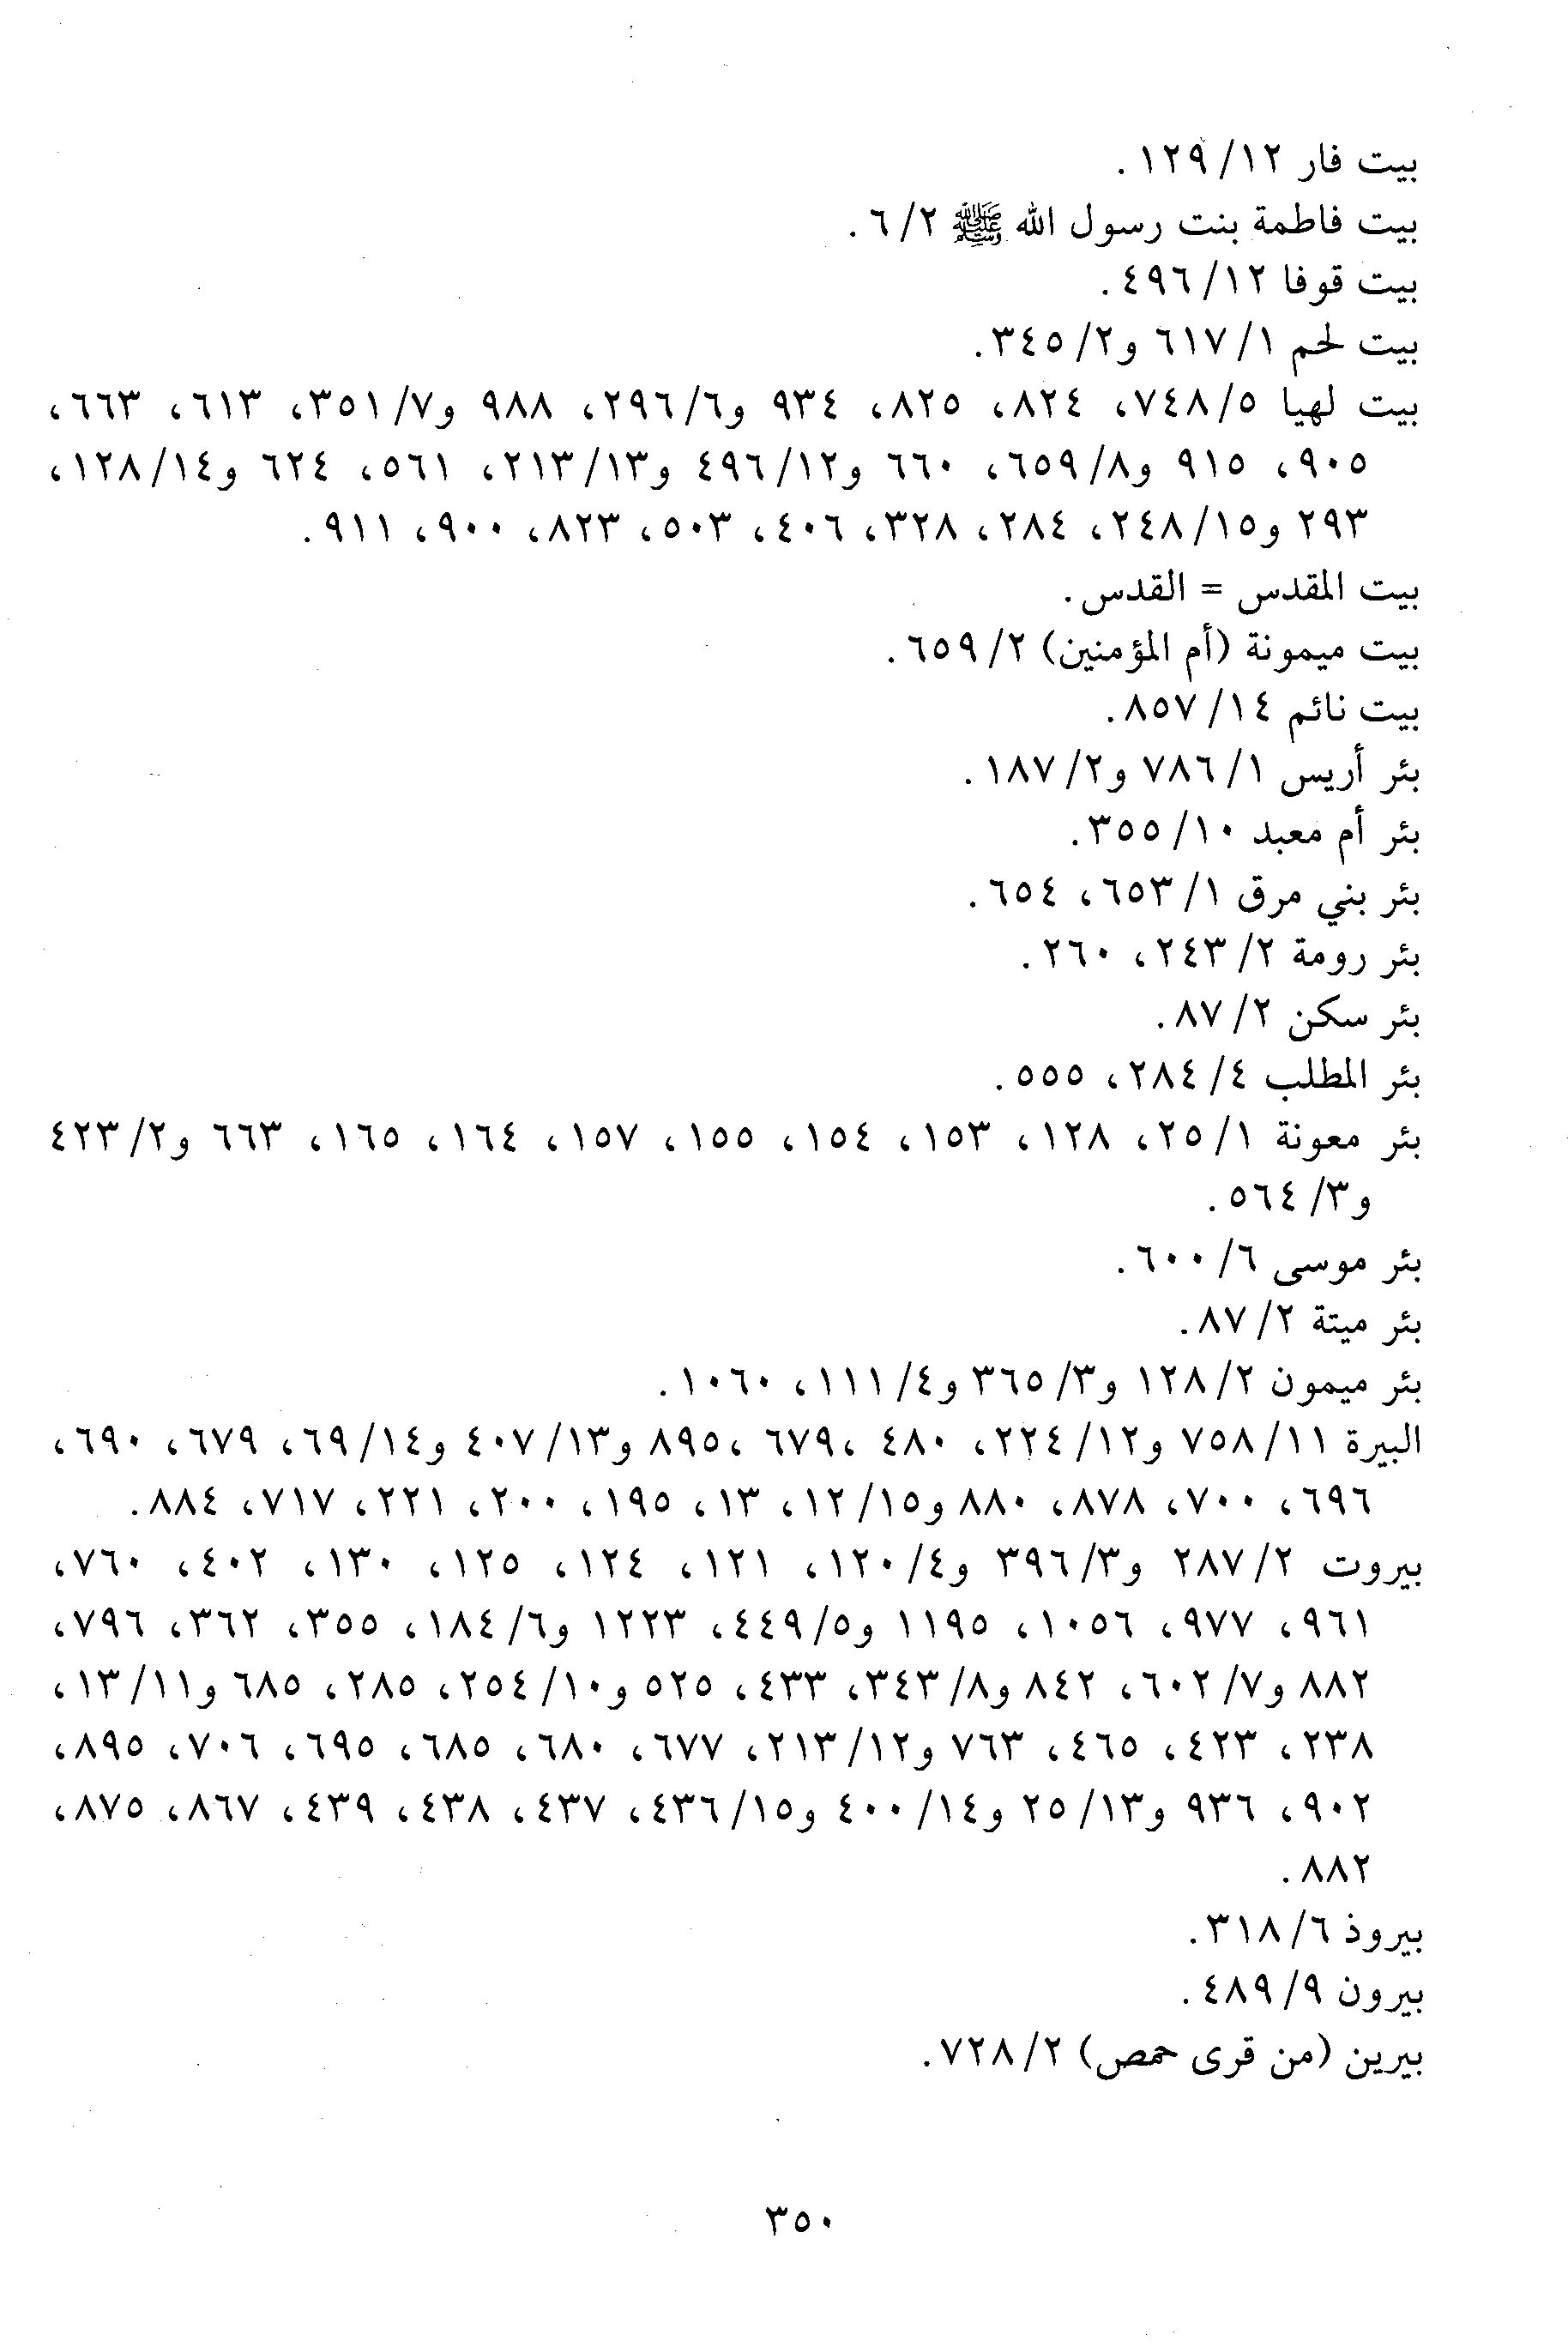 بيت فار ١٢/ ١٢٩.
بيت فاطمة بنت رسول الله ﷺ ٢/ ٦.
بيت قوفا ١٢/ ٤٩٦.
بيت لحم ١/ ٦١٧ و٢/ ٣٤٥.
بيت لهيا ٥/ ٧٤٨، ٨٢٤، ٨٢٥، ٩٣٤ و٦/ ٢٩٦، ٩٨٨ و٧/ ٣٥١، ٦١٣، ٦٦٣،
٩٠٥، ٩١٥ و٨/ ٦٥٩، ٦٦٠ و١٢/ ٤٩٦ و١٣/ ٢١٣، ٥٦١، ٦٢٤ و١٤/ ١٢٨،
٢٩٣ و١٥/ ٢٤٨، ٢٨٤، ٣٢٨، ٤٠٦، ٥٠٣، ٨٢٣، ٩٠٠، ٩١١.
بيت المقدس = القدس.
بيت ميمونة (أم المؤمنين) ٢/ ٦٥٩.
بيت نائم ١٤/ ٨٥٧.
بئر أريس ١/ ٧٨٦ و٢/ ١٨٧.
بئر أم معبد ١٠/ ٣٥٥.
بئر بني مرق ١/ ٦٥٣، ٦٥٤.
بئر رومة ٢/ ٢٤٣، ٢٦٠.
بئر سكن ٢/ ٨٧.
بئر المطلب ٤/ ٢٨٤، ٥٥٥.
بئر معونة ١/ ٢٥، ١٢٨، ١٥٣، ١٥٤، ١٥٥، ١٥٧، ١٦٤، ١٦٥، ٦٦٣ و٢/ ٤٢٣
و٣/ ٥٦٤.
بئر موسى ٦/ ٦٠٠.
بئر ميتة ٢/ ٨٧.
بئر ميمون ٢/ ١٢٨ و٣/ ٣٦٥ و٤/ ١١١، ١٠٦٠.
البيرة ١١/ ٧٥٨ و١٢/ ٢٢٤، ٤٨٠، ٦٧٩، ٨٩٥ و١٣/ ٤٠٧ و١٤/ ٦٩، ٦٧٩، ٦٩٠،
٦٩٦، ٧٠٠، ٨٧٨، ٨٨٠ و١٥/ ١٢، ١٣، ١٩٥، ٢٠٠، ٢٢١، ٧١٧، ٨٨٤.
بيروت ٢/ ٢٨٧ و٣/ ٣٩٦ و٤/ ١٢٠، ١٢١، ١٢٤، ١٢٥، ١٣٠، ٤٠٢، ٧٦٠،
٩٦١، ٩٧٧، ١٠٥٦، ١١٩٥ و٥/ ٤٤٩، ١٢٢٣ و٦/ ١٨٤، ٣٥٥، ٣٦٢، ٧٩٦،
٨٨٢ و٧/ ٦٠٢، ٨٤٢ و٨/ ٣٤٣، ٤٣٣، ٥٢٥ و١٠/ ٢٥٤، ٢٨٥، ٦٨٥ و١١/ ١٣،
٢٣٨، ٤٢٣، ٤٦٥، ٧٦٣ و١٢/ ٢١٣، ٦٧٧، ٦٨٠، ٦٨٥، ٦٩٥، ٧٠٦، ٨٩٥،
٩٠٢، ٩٣٦ و١٣/ ٢٥ و١٤/ ٤٠٠ و١٥/ ٤٣٦، ٤٣٧، ٤٣٨، ٤٣٩، ٨٦٧، ٨٧٥،
٨٨٢.
بيروذ ٦/ ٣١٨.
بيرون ٩/ ٤٨٩.
بيرين (من قرى حمص) ٢/ ٧٢٨.
٣٥٠